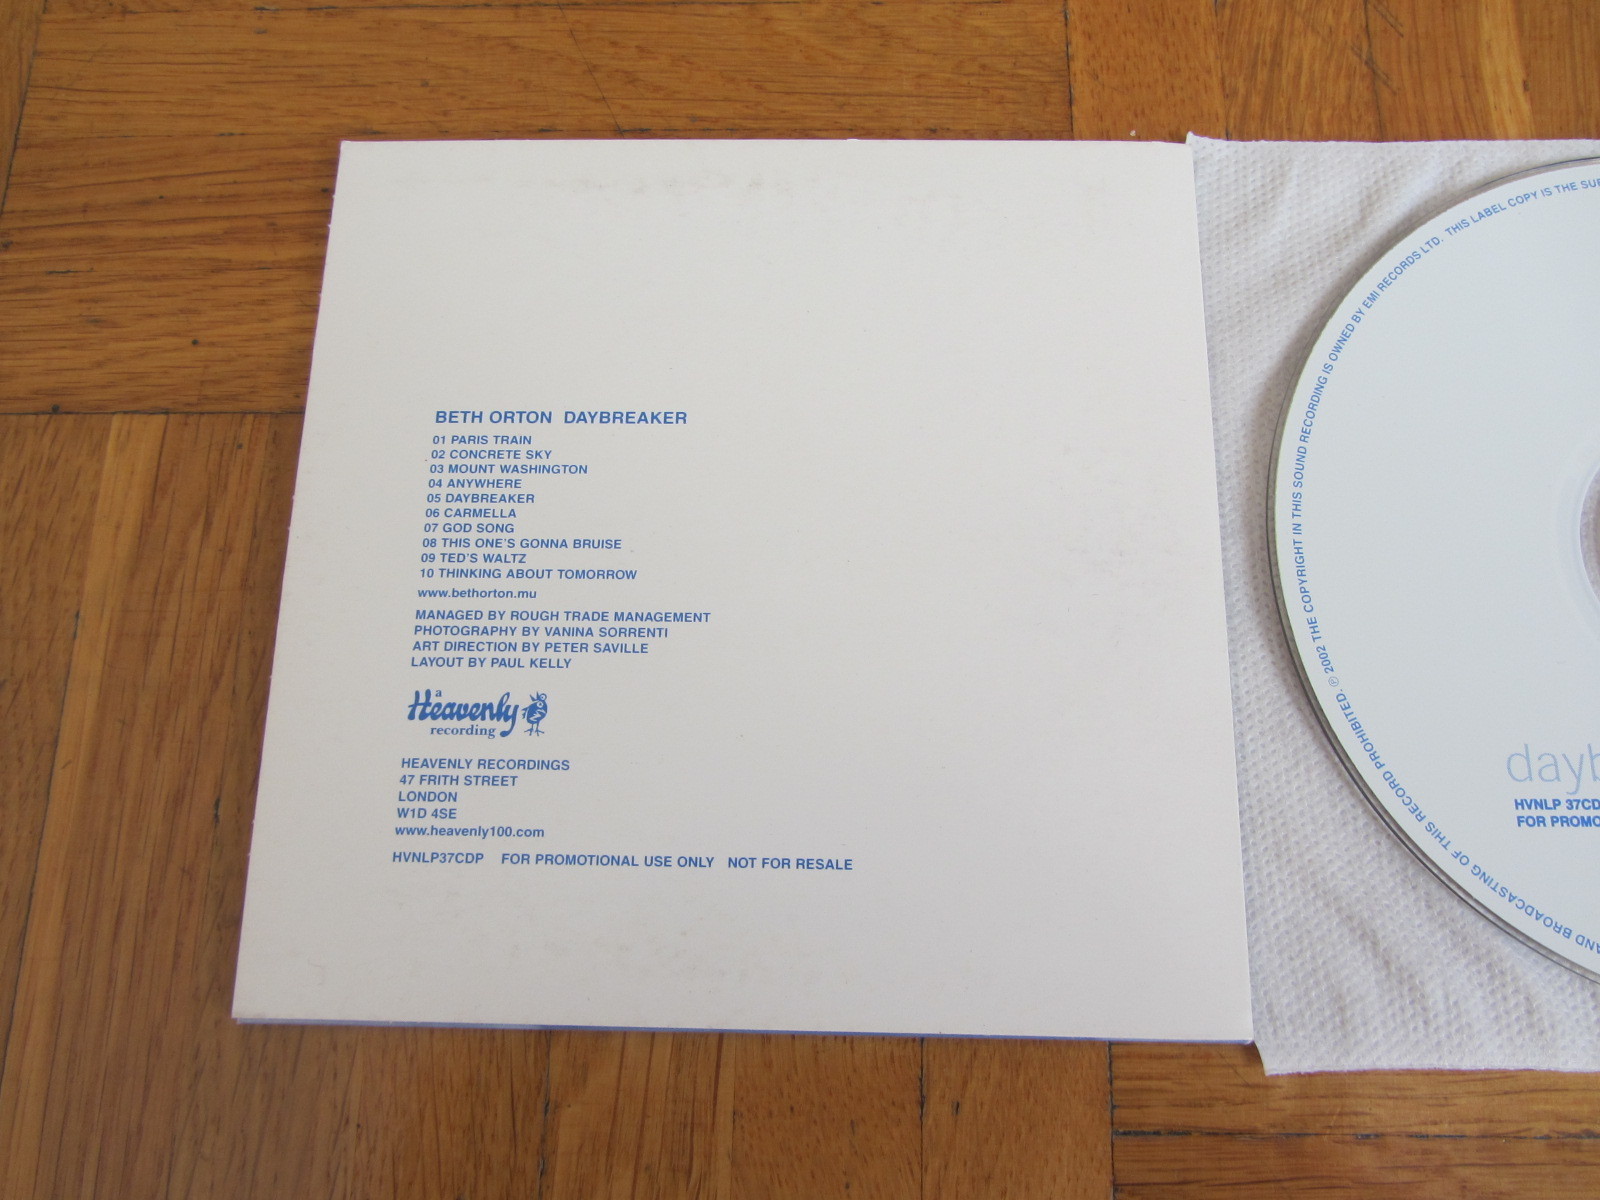 BETH ORTON DAYBREAKER
01 PARIS TRAIN
02 CONCRETE SKY
03 MOUNT WASHINGTON
04 ANYWHERE
05 DAYBREAKER
06 CARMELLA
07 GOD SONG
08 THIS ONE'S GONNA BRUISE
09 TED'S WALTZ
10 THINKING ABOUT TOMORROW
www.bethorton.mu
MANAGED BY ROUGH TRADE MANAGEMENT
PHOTOGRAPHY BY VANINA SORRENTI
ART DIRECTION BY PETER SAVILLE
LAYOUT BY PAUL KELLY
a
Heavenly
recording
HEAVENLY RECORDINGS
47 FRITH STREET
LONDON
W1D 4SE
www.heavenly100.com
HVNLP37CDP FOR PROMOTIONAL USE ONLY NOT FOR RESALE
AND BROADCASTING OF THIS RECORD PROHIBITED. ℗ 2002 THE COPYRIGHT IN THIS SOUND RECORDING IS OWNED BY EMI RECORDS LTD. THIS LABEL COPY IS THE SU
dayb
HVNLP 37CD
FOR PROMO